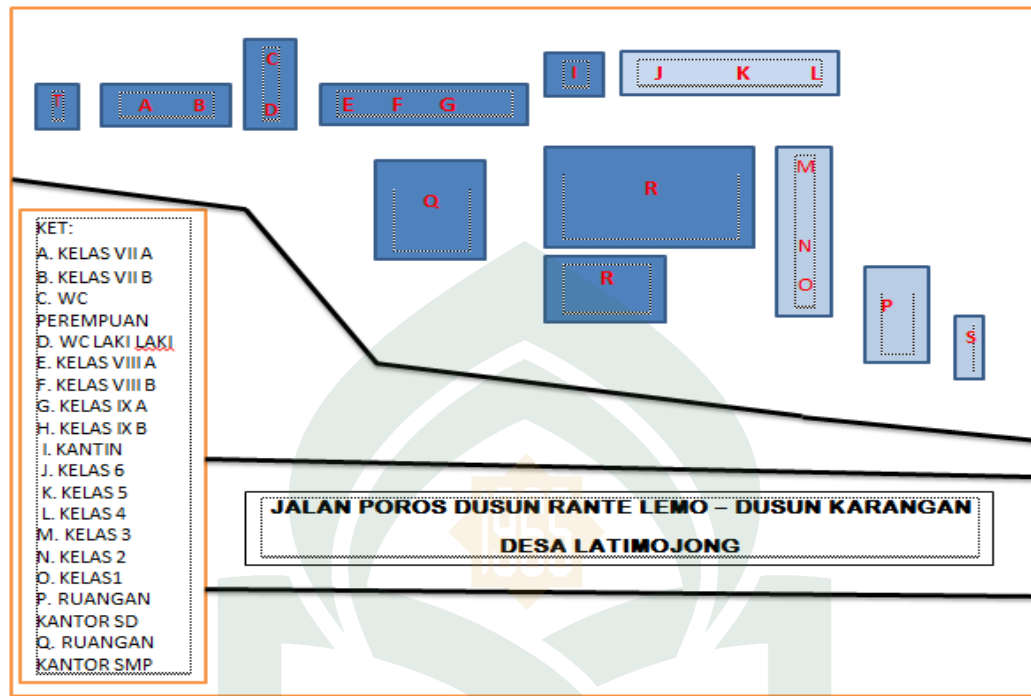 C
I
J K L
T
A B
D
E F G
M
Q
R
N
R
O
P
S
KET:
A. KELAS VII A
B. KELAS VII B
C. WC
PEREMPUAN
D. WC LAKI LAKI
E. KELAS VIII A
F. KELAS VIII B
G. KELAS IX A
H. KELAS IX B
I. KANTIN
J. KELAS 6
K. KELAS 5
L. KELAS 4
M. KELAS 3
N. KELAS 2
O. KELAS1
P. RUANGAN
KANTOR SD
Q. RUANGAN
KANTOR SMP
JALAN POROS DUSUN RANTE LEMO – DUSUN KARANGAN
DESA LATIMOJONG
1965